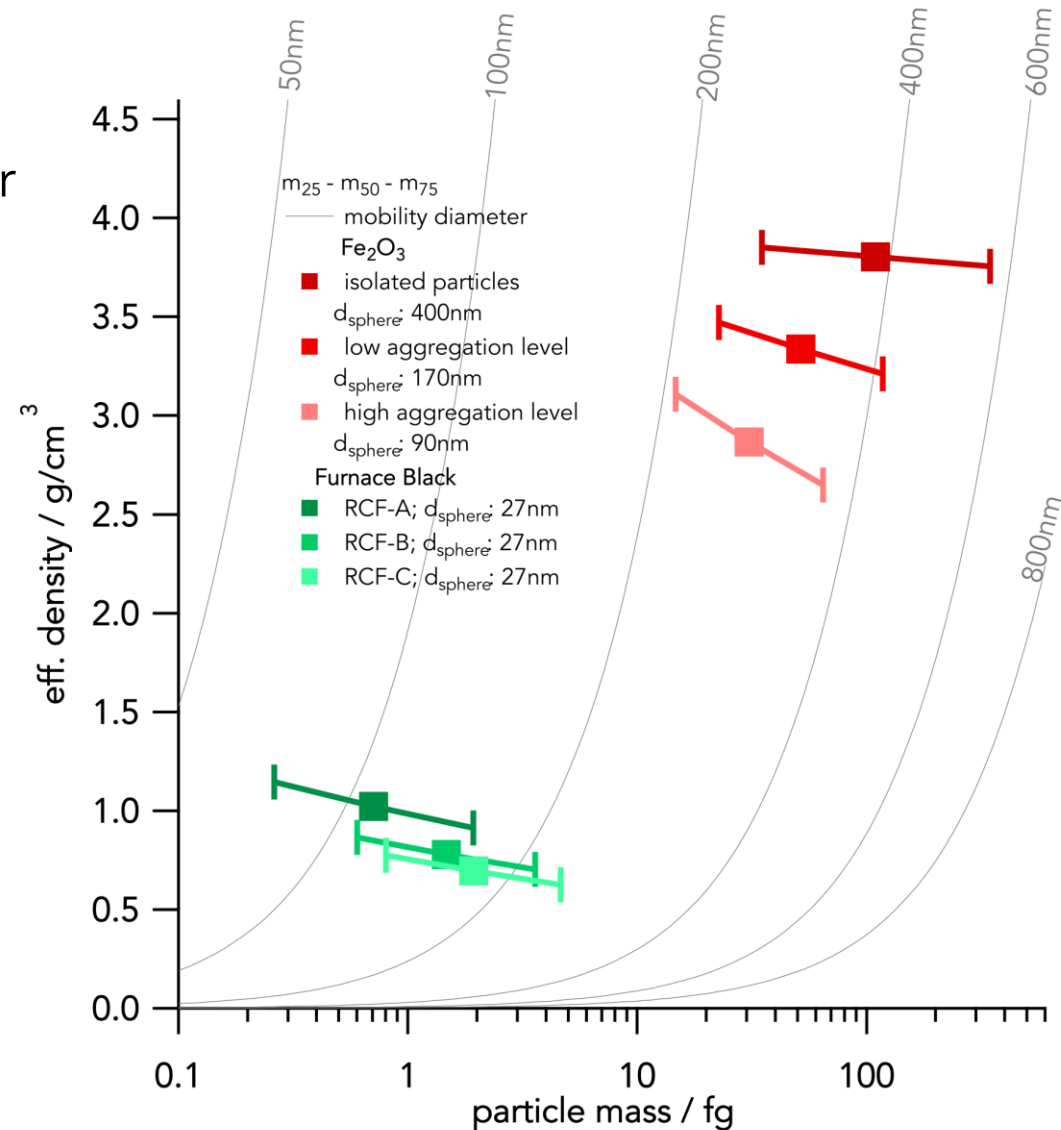 50nm
100nm
200nm
400nm
600nm
r
4.5
4.0
3.5
3.0
2.5
2.0
1.5
1.0
0.5
0.0
eff. density / g/cm³
m₂₅ - m₅₀ - m₇₅
mobility diameter
Fe₂O₃
isolated particles
dsphere: 400nm
low aggregation level
dsphere: 170nm
high aggregation level
dsphere: 90nm
Furnace Black
RCF-A; dsphere: 27nm
RCF-B; dsphere: 27nm
RCF-C; dsphere: 27nm
800nm
0.1 1 10 100
particle mass / fg